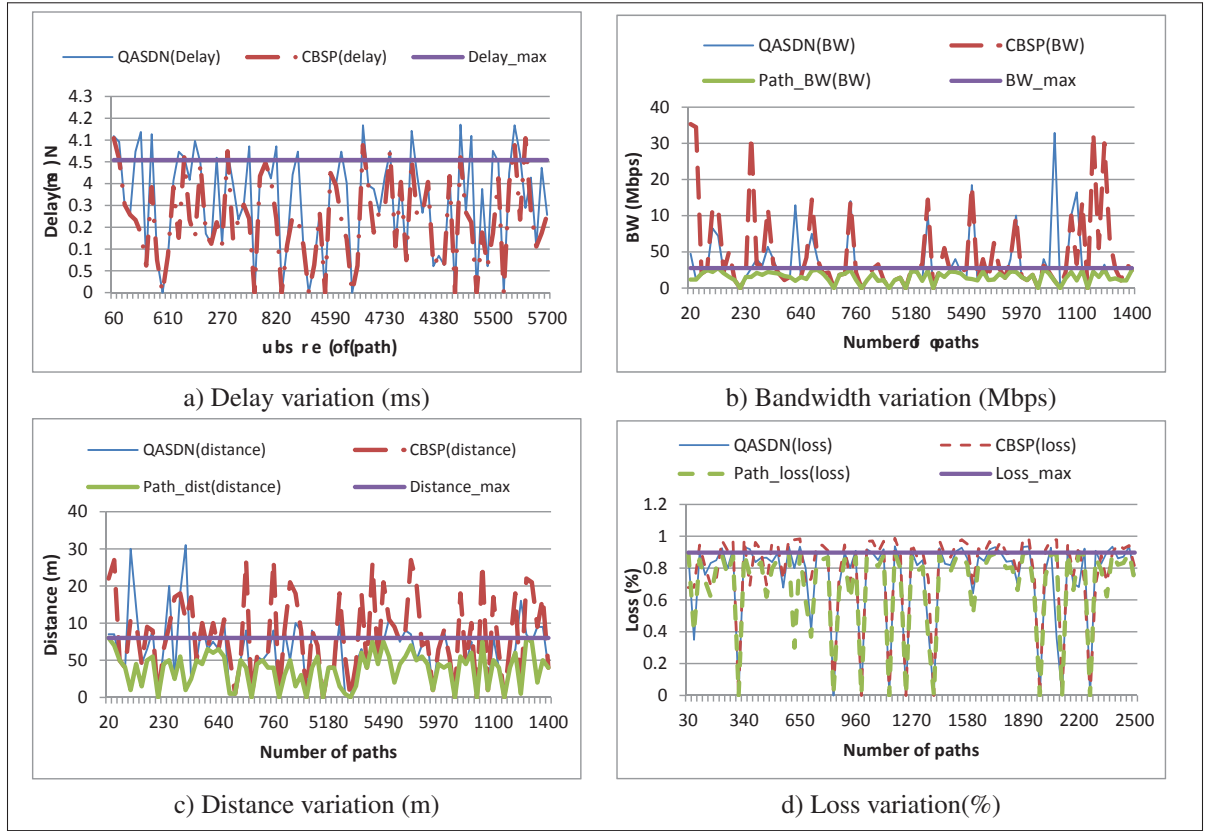 QASDN(Delay) CBSP(delay) Delay_max
4.3
4.2
4.1
4.5
4
0.3
0.2
0.1
0.5
0
60 610 270 820 4590 4730 4380 5500 5700
u bs r e (of(path)
a) Delay variation (ms)
QASDN(BW) CBSP(BW)
Path_BW(BW) BW_max
BW (Mbps)
40
30
20
10
50
0
20 230 640 760 5180 5490 5970 1100 1400
b) Bandwidth variation (Mbps)
QASDN(distance) CBSP(distance)
Path_dist(distance) Distance_max
Distance (m)
40
30
20
10
50
0
20 230 640 760 5180 5490 5970 1100 1400
Number of paths
c) Distance variation (m)
QASDN(loss) CBSP(loss)
Path_loss(loss) Loss_max
Loss (%)
1.2
1
0.8
0.6
0.4
0.2
0
30 340 650 960 1270 1580 1890 2200 2500
Number of paths
d) Loss variation(%)